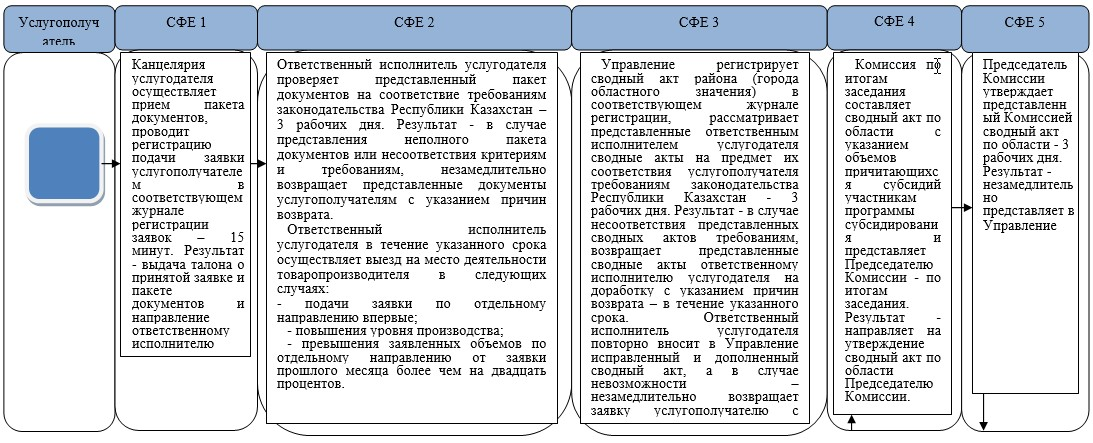 Услугополуч
атель
СФЕ 1
СФЕ 2
СФЕ 3
СФЕ 4
СФЕ 5
Канцелярия
услугодателя
осуществляет
прием пакета
документов,
проводит
регистрацию
подачи заявки
услугополучателе
м в
соответствующем
журнале
регистрации
заявок – 15
минут. Результат
- выдача талона о
принятой заявке и
пакете
документов и
направление
ответственному
исполнителю
Ответственный исполнитель услугодателя
проверяет представленный пакет
документов на соответствие требованиям
законодательства Республики Казахстан –
3 рабочих дня. Результат - в случае
представления неполного пакета
документов или несоответствия критериям
и требованиям, незамедлительно
возвращает представленные документы
услугополучателям с указанием причин
возврата.
Ответственный исполнитель
услугодателя в течение указанного срока
осуществляет выезд на место деятельности
товаропроизводителя в следующих
случаях:
- подачи заявки по отдельному
направлению впервые;
- повышения уровня производства;
- превышения заявленных объемов по
отдельному направлению от заявки
прошлого месяца более чем на двадцать
процентов.
Управление регистрирует
сводный акт района (города
областного значения) в
соответствующем журнале
регистрации, рассматривает
представленные ответственным
исполнителем услугодателя
сводные акты на предмет их
соответствия услугополучателя
требованиям законодательства
Республики Казахстан - 3
рабочих дня. Результат - в случае
несоответствия представленных
сводных актов требованиям,
возвращает представленные
сводные акты ответственному
исполнителю услугодателя на
доработку с указанием причин
возврата – в течение указанного
срока. Ответственный
исполнитель услугодателя
повторно вносит в Управление
исправленный и дополненный
сводный акт, а в случае
невозможности –
незамедлительно возвращает
заявку услугополучателю с
Комиссия по
итогам
заседания
составляет
сводный акт по
области с
указанием
объемов
причитающихс
я субсидий
участникам
программы
субсидировани
я и
представляет
Председателю
Комиссии - по
итогам
заседания.
Результат -
направляет на
утверждение
сводный акт по
области
Председателю
Комиссии.
Председатель
Комиссии
утверждает
представленн
ый Комиссией
сводный акт
по области - 3
рабочих дня.
Результат -
незамедлитель
но
представляет в
Управление